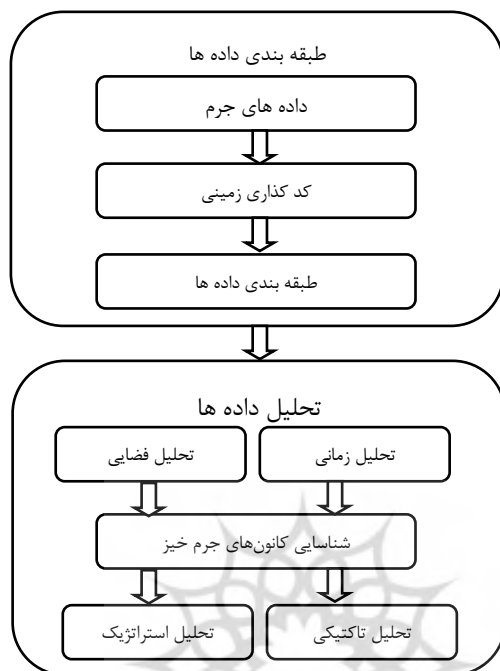 طبقه بندی داده ها
داده های جرم
کد کذاری زمینی
طبقه بندی داده ها
تحلیل داده ها
تحلیل زمانی
تحلیل فضایی
شناسایی کانون‌های جرم خیز
تحلیل تاکتیکی
تحلیل استراتژیک